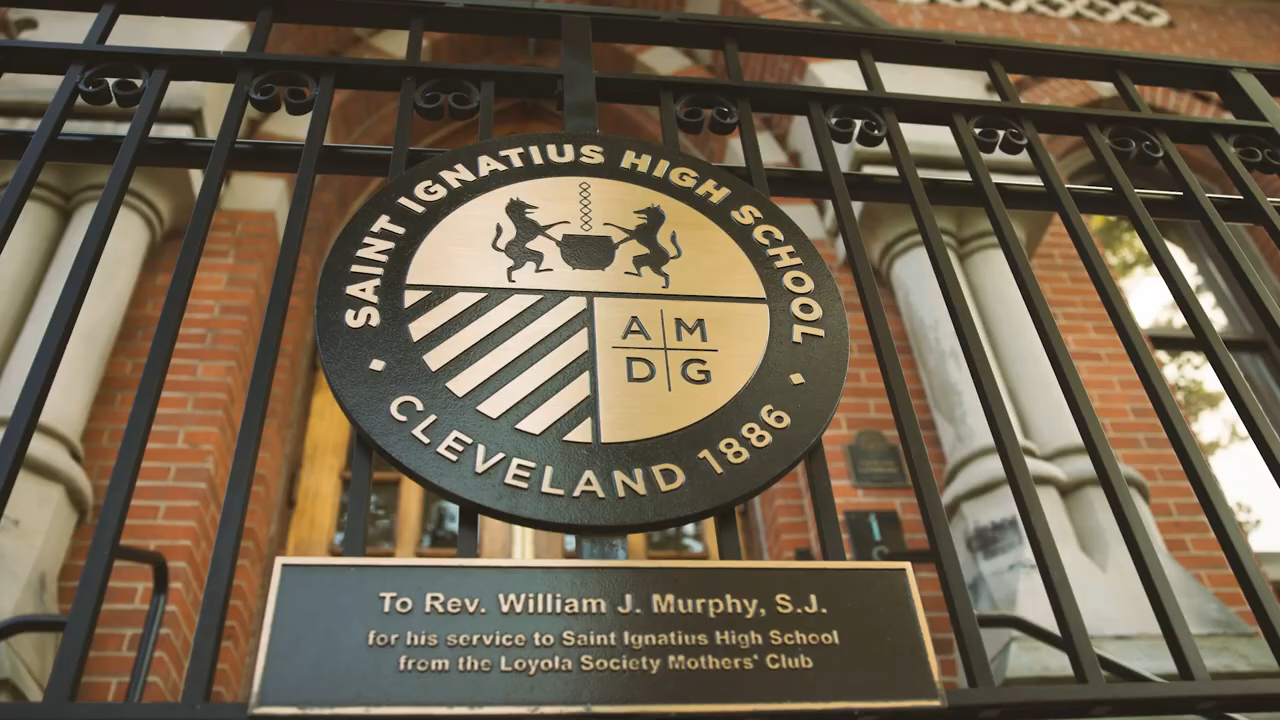 SAINT IGNATIUS HIGH SCHOOL
A M
D G
· CLEVELAND 1886 ·
To Rev. William J. Murphy, S.J.
for his service to Saint Ignatius High School
from the Loyola Society Mothers' Club